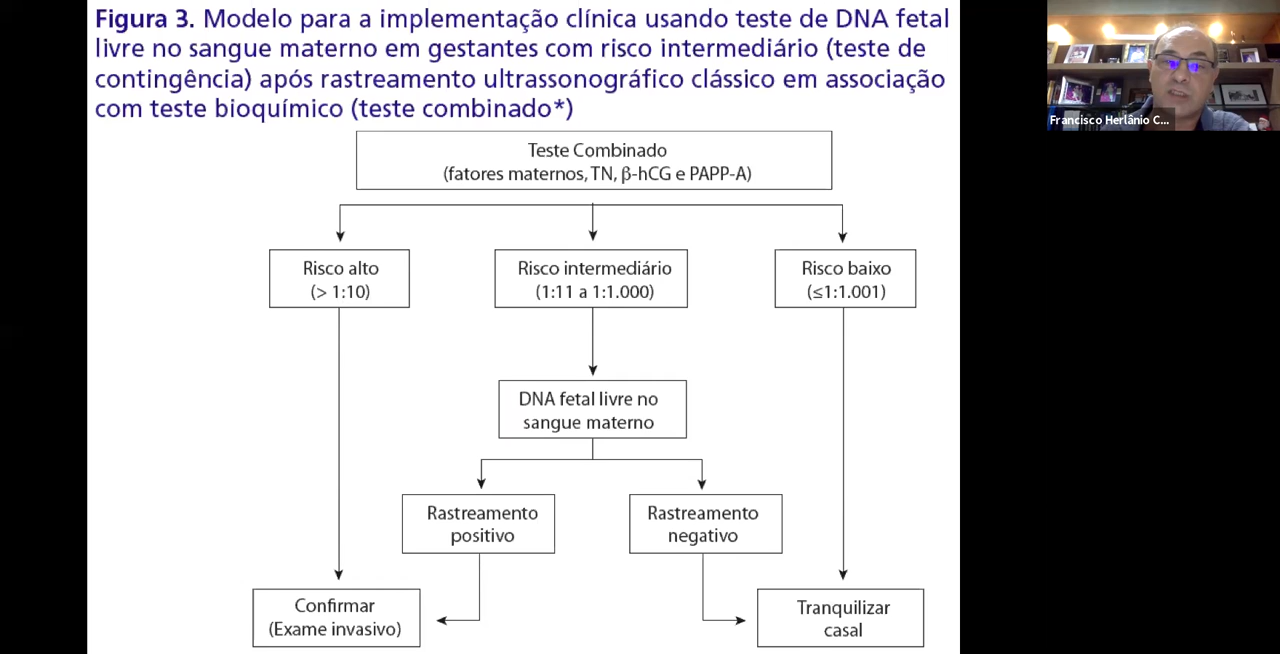 Figura 3. Modelo para a implementação clínica usando teste de DNA fetal
livre no sangue materno em gestantes com risco intermediário (teste de
contingência) após rastreamento ultrassonográfico clássico em associação
com teste bioquímico (teste combinado*)
Francisco Herlânio C...
Teste Combinado
(fatores maternos, TN, β-hCG e PAPP-A)
Risco alto
(> 1:10)
Risco intermediário
(1:11 a 1:1.000)
Risco baixo
(≤1:1.001)
DNA fetal livre no
sangue materno
Rastreamento
positivo
Rastreamento
negativo
Confirmar
(Exame invasivo)
Tranquilizar
casal